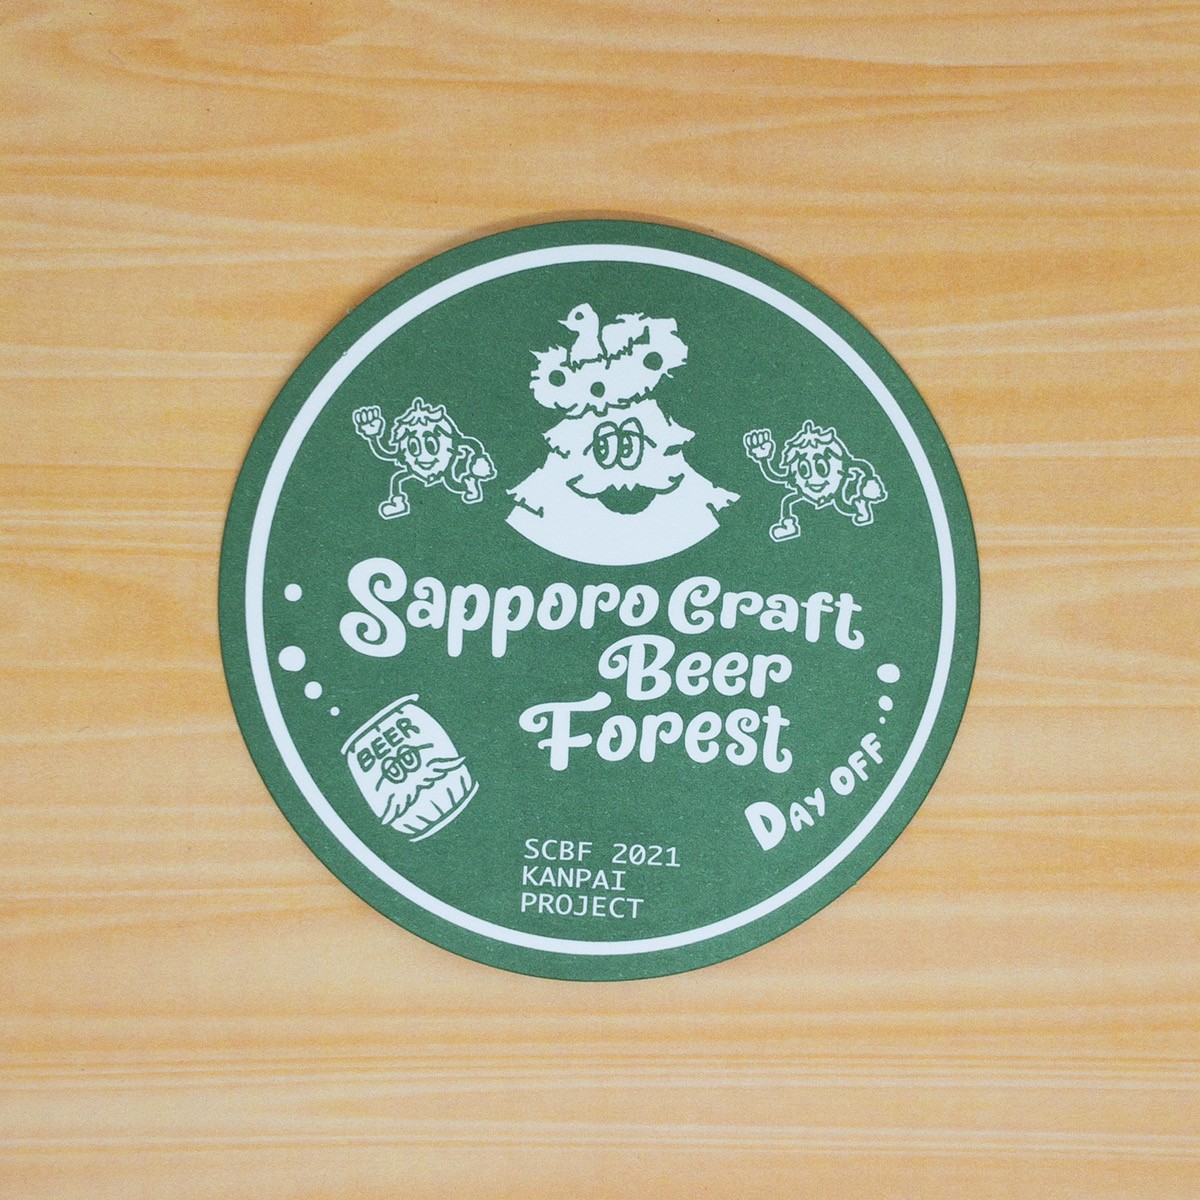 Sapporo Craft
Beer
Forest
BEER
DAY OFF...
SCBF 2021
KANPAI
PROJECT